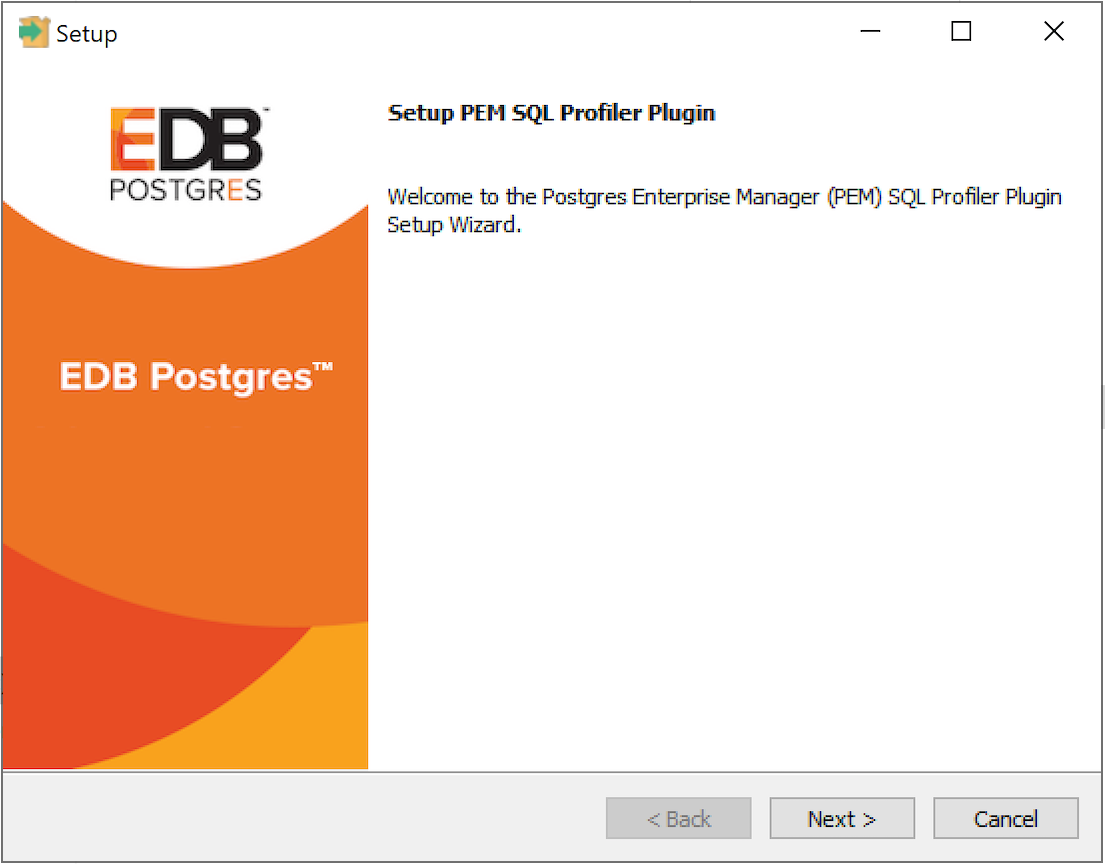 Setup
EDB™
POSTGRES
EDB Postgres™
Setup PEM SQL Profiler Plugin
Welcome to the Postgres Enterprise Manager (PEM) SQL Profiler Plugin
Setup Wizard.
< Back
Next >
Cancel